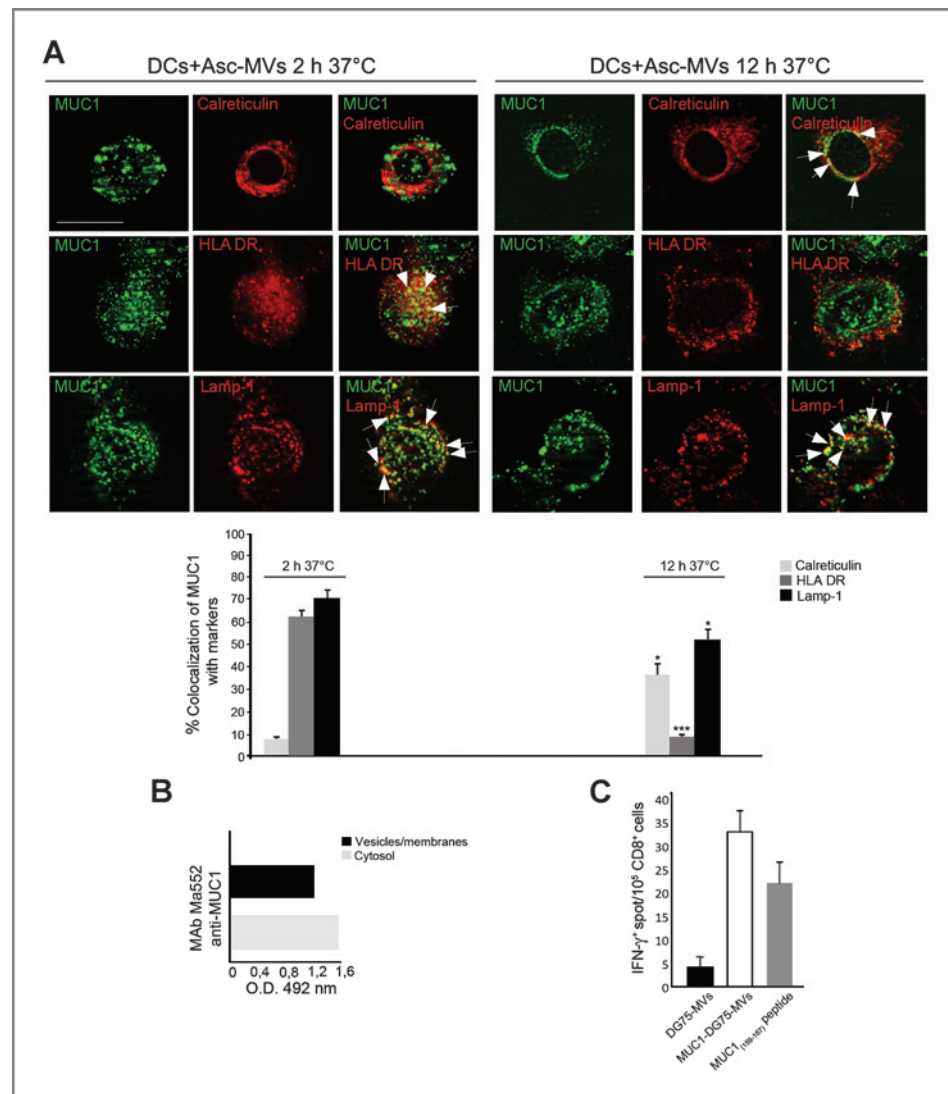 A
DCs+Asc-MVs 2 h 37°C
DCs+Asc-MVs 12 h 37°C
MUC1
Calreticulin
MUC1
Calreticulin
MUC1
Calreticulin
MUC1
Calreticulin
MUC1
HLA DR
MUC1
HLA DR
MUC1
HLA DR
MUC1
HLA DR
MUC1
Lamp-1
MUC1
Lamp-1
MUC1
Lamp-1
MUC1
Lamp-1
% Colocalization of MUC1
with markers
100
90
80
70
60
50
40
30
20
10
0
2 h 37°C
12 h 37°C
*
***
*
Calreticulin
HLA DR
Lamp-1
B
MAb Ma552
anti-MUC1
Vesicles/membranes
Cytosol
0 0,4 0,8 1,2 1,6
O.D. 492 nm
C
IFN-γ⁺ spot/10⁵ CD8⁺ cells
40
35
30
25
20
15
10
5
0
DG75-MVs
MUC1-DG75-MVs
MUC1 peptide